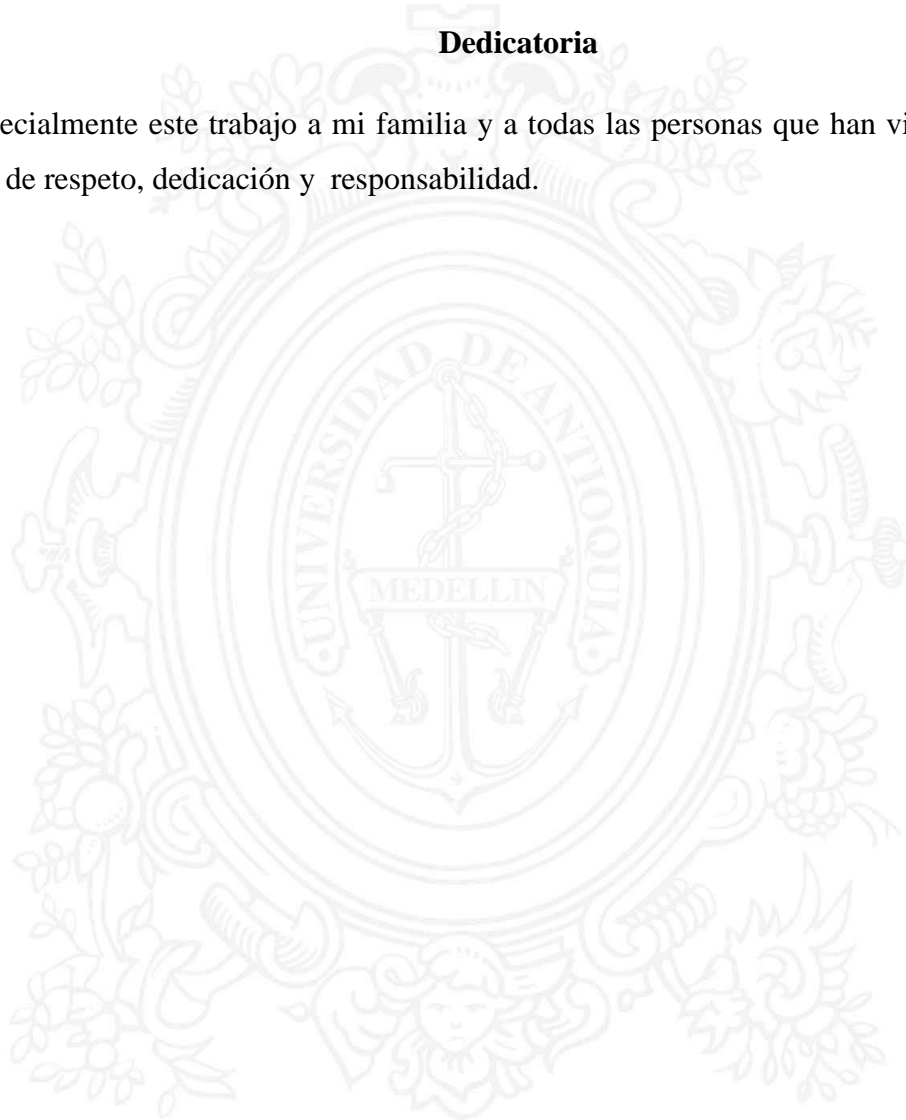 Dedicatoria
ecialmente este trabajo a mi familia y a todas las personas que han vi
de respeto, dedicación y responsabilidad.
UNIVERSIDAD DE ANTIOQUIA
MEDELLIN